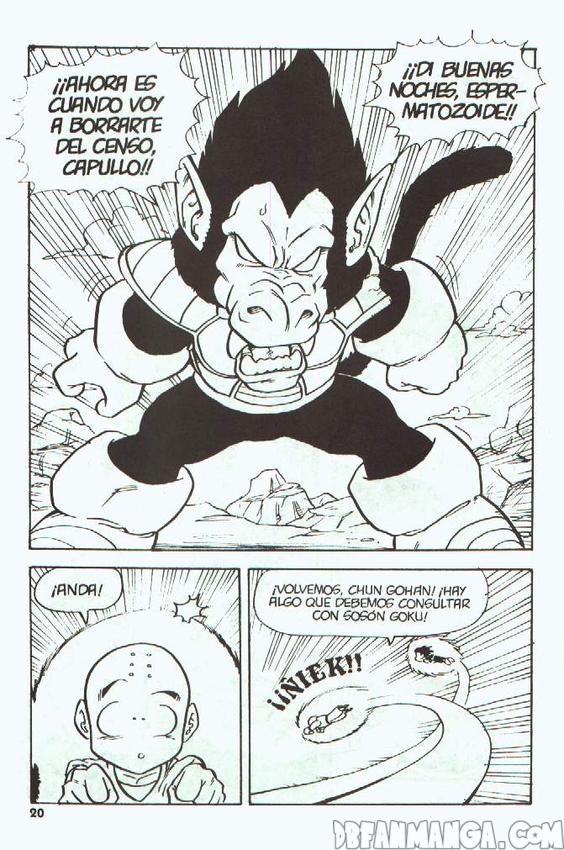 ¡¡AHORA ES
CUANDO VOY
A BORRARTE
DEL CENSO,
CAPULLO!!
¡¡DI BUENAS
NOCHES, ESPER-
MATOZOIDE!!
¡ANDA!
¡VOLVEMOS, CHUN GOHAN! ¡HAY
ALGO QUE DEBEMOS CONSULTAR
CON SOSÓN GOKU!
¡¡ÑIEK!!
20
DBFANMANGA.COM